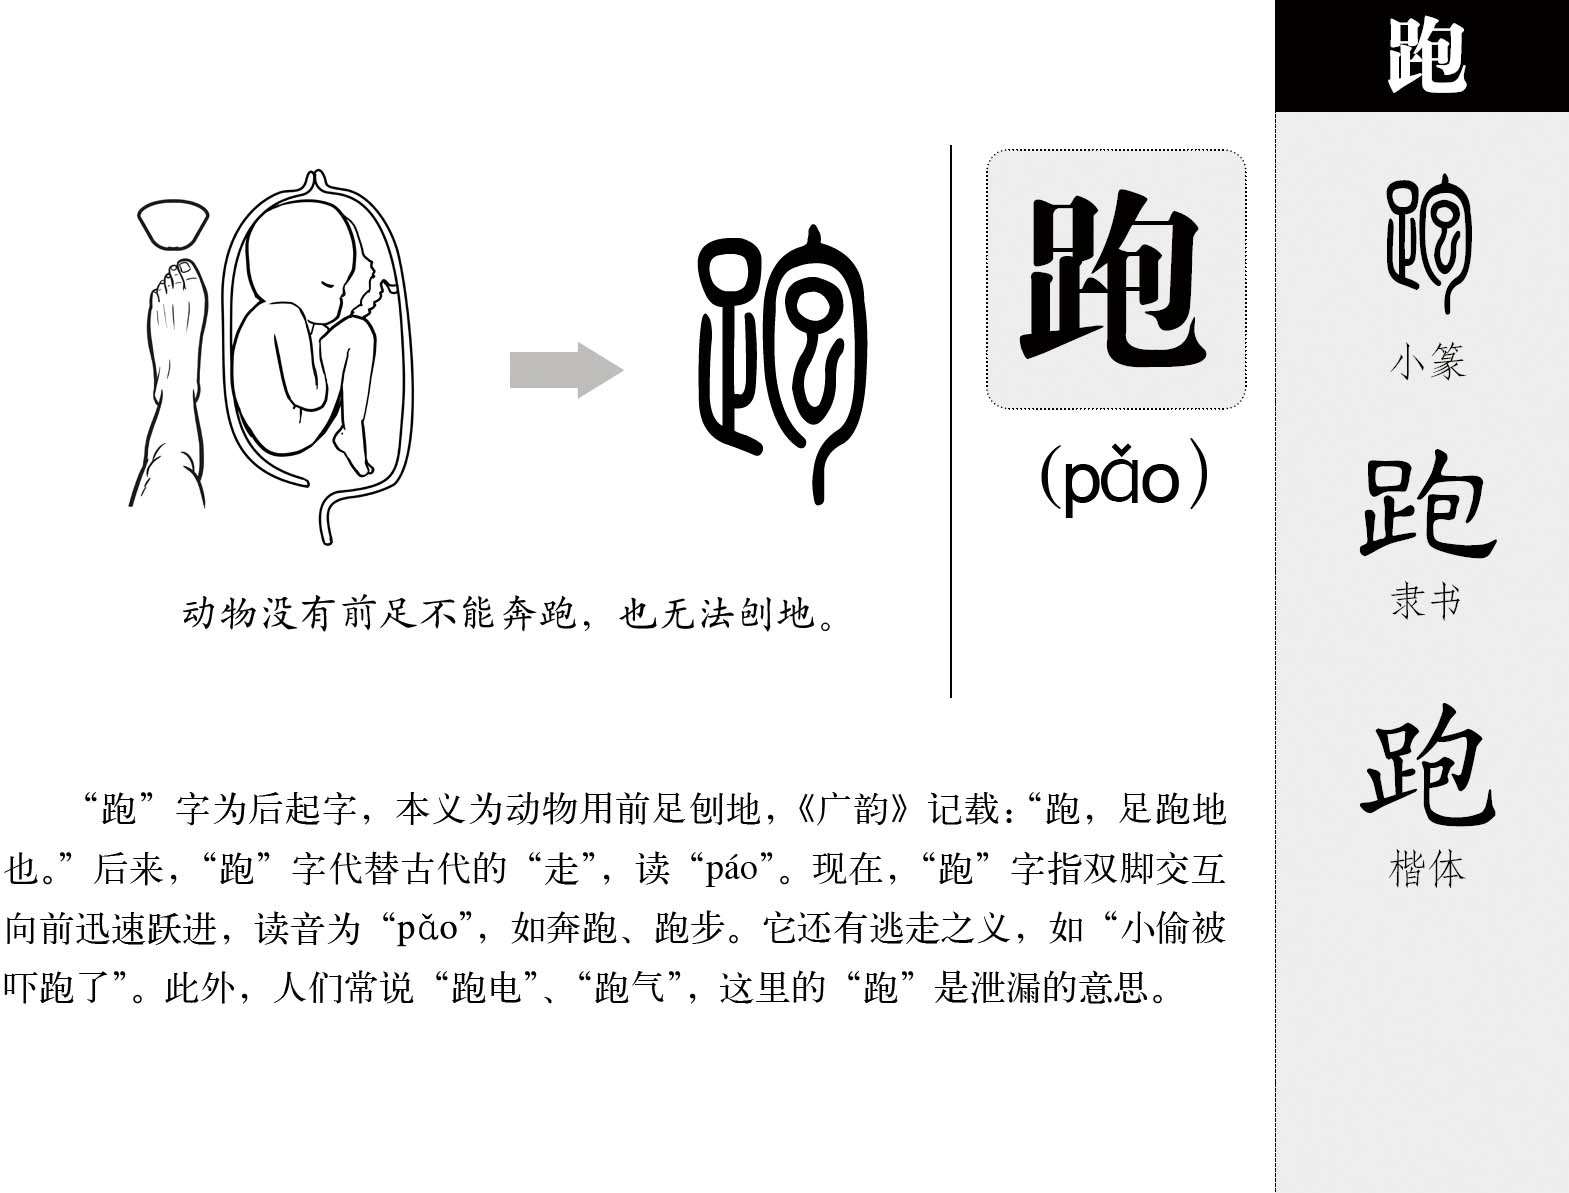 跑
跑
跑
(pǎo)
动物没有前足不能奔跑，也无法刨地。
“跑”字为后起字，本义为动物用前足刨地，《广韵》记载：“跑，足跑地
也。”后来，“跑”字代替古代的“走”，读“páo”。现在，“跑”字指双脚交互
向前迅速跃进，读音为“pǎo”，如奔跑、跑步。它还有逃走之义，如“小偷被
吓跑了”。此外，人们常说“跑电”、“跑气”，这里的“跑”是泄漏的意思。
跑
小篆
跑
隶书
跑
楷体